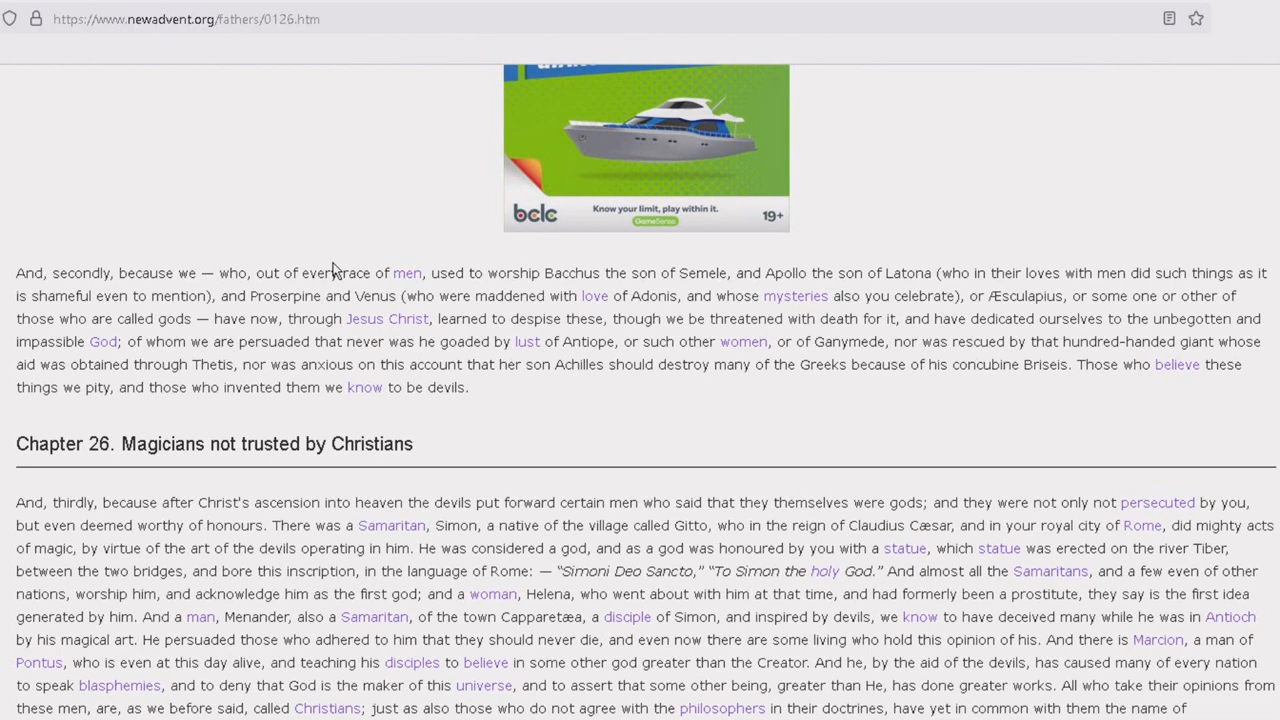 https://www.newadvent.org/fathers/0126.htm
bclc
Know your limit, play within it.
GameSense
19+
And, secondly, because we — who, out of every race of men, used to worship Bacchus the son of Semele, and Apollo the son of Latona (who in their loves with men did such things as it
is shameful even to mention), and Proserpine and Venus (who were maddened with love of Adonis, and whose mysteries also you celebrate), or Æsculapius, or some one or other of
those who are called gods — have now, through Jesus Christ, learned to despise these, though we be threatened with death for it, and have dedicated ourselves to the unbegotten and
impassible God; of whom we are persuaded that never was he goaded by lust of Antiope, or such other women, or of Ganymede, nor was rescued by that hundred-handed giant whose
aid was obtained through Thetis, nor was anxious on this account that her son Achilles should destroy many of the Greeks because of his concubine Briseis. Those who believe these
things we pity, and those who invented them we know to be devils.
Chapter 26. Magicians not trusted by Christians
And, thirdly, because after Christ's ascension into heaven the devils put forward certain men who said that they themselves were gods; and they were not only not persecuted by you,
but even deemed worthy of honours. There was a Samaritan, Simon, a native of the village called Gitto, who in the reign of Claudius Cæsar, and in your royal city of Rome, did mighty acts
of magic, by virtue of the art of the devils operating in him. He was considered a god, and as a god was honoured by you with a statue, which statue was erected on the river Tiber,
between the two bridges, and bore this inscription, in the language of Rome: — “Simoni Deo Sancto,” “To Simon the holy God.” And almost all the Samaritans, and a few even of other
nations, worship him, and acknowledge him as the first god; and a woman, Helena, who went about with him at that time, and had formerly been a prostitute, they say is the first idea
generated by him. And a man, Menander, also a Samaritan, of the town Capparetæa, a disciple of Simon, and inspired by devils, we know to have deceived many while he was in Antioch
by his magical art. He persuaded those who adhered to him that they should never die, and even now there are some living who hold this opinion of his. And there is Marcion, a man of
Pontus, who is even at this day alive, and teaching his disciples to believe in some other god greater than the Creator. And he, by the aid of the devils, has caused many of every nation
to speak blasphemies, and to deny that God is the maker of this universe, and to assert that some other being, greater than He, has done greater works. All who take their opinions from
these men, are, as we before said, called Christians; just as also those who do not agree with the philosophers in their doctrines, have yet in common with them the name of